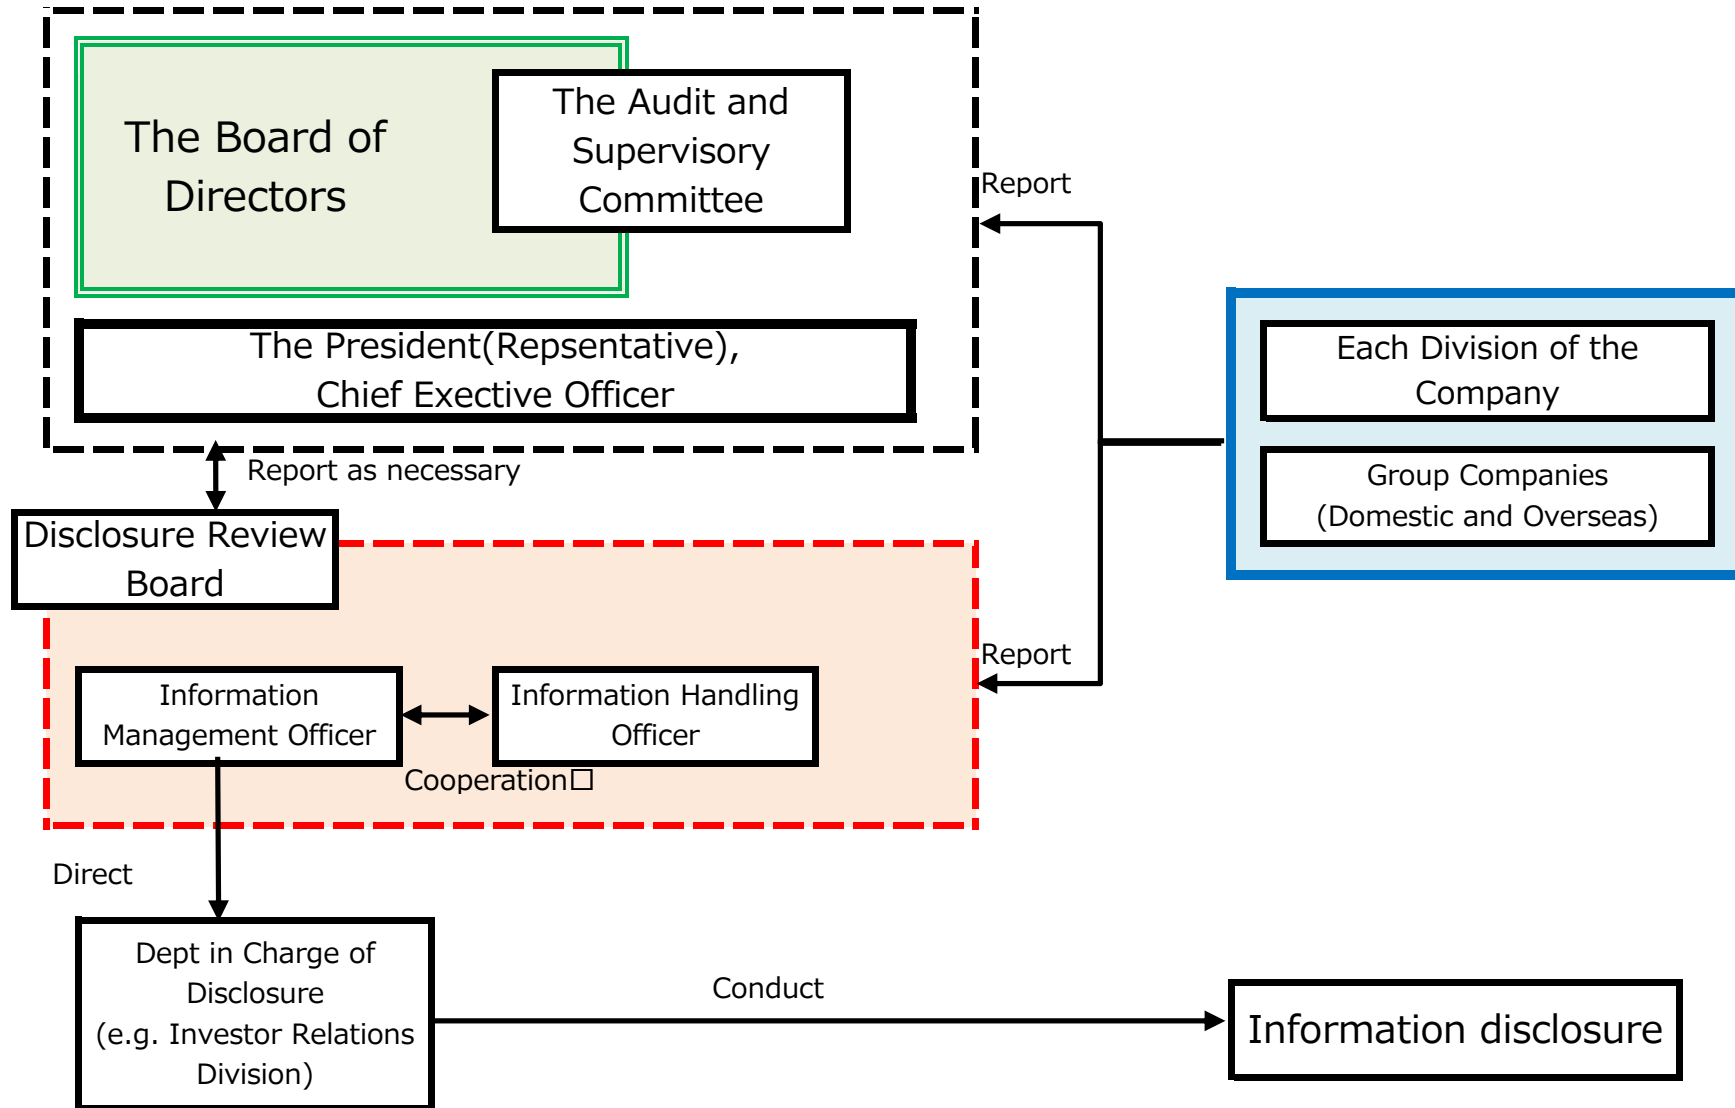 The Board of
Directors
The Audit and
Supervisory
Committee
Report
The President(Repsentative),
Chief Exective Officer
Each Division of the
Company
Group Companies
(Domestic and Overseas)
Report as necessary
Disclosure Review
Board
Report
Information
Management Officer
Information Handling
Officer
Cooperation□
Direct
Dept in Charge of
Disclosure
(e.g. Investor Relations
Division)
Conduct
Information disclosure